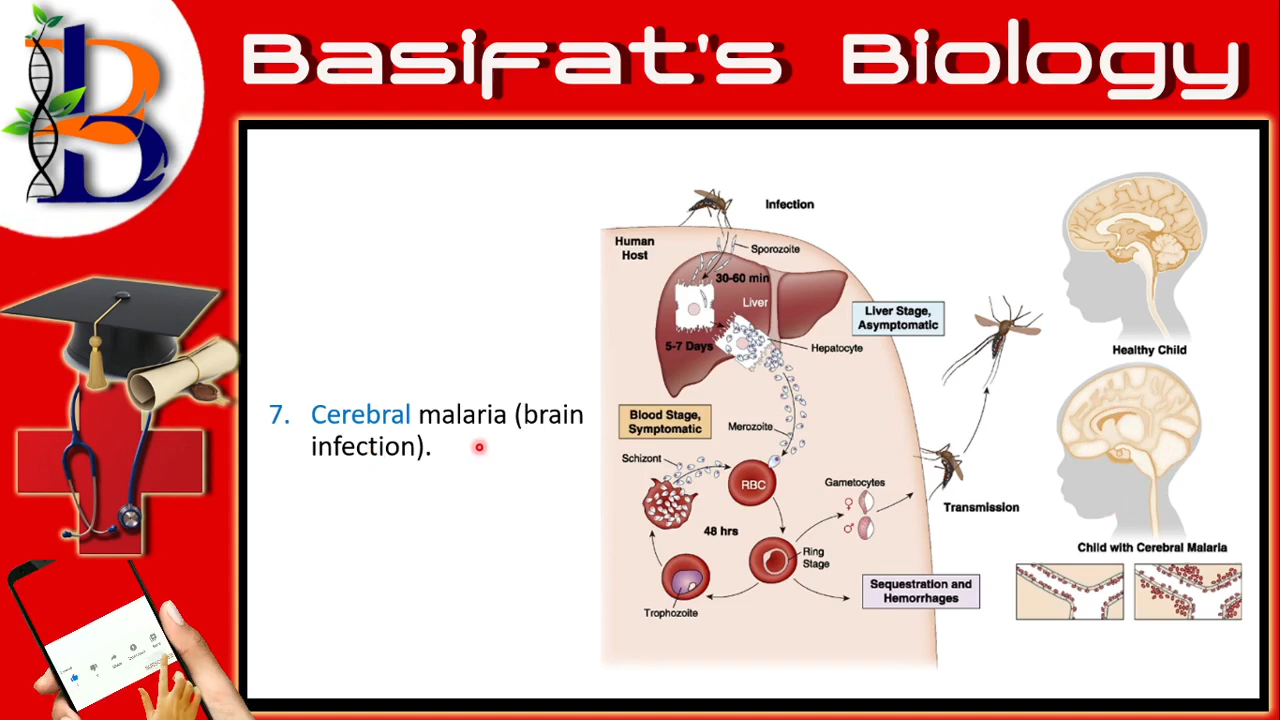 Basifat's Biology
7. Cerebral malaria (brain
infection).
Infection
Human
Host
Sporozoite
30-60 min
Liver
Liver Stage,
Asymptomatic
5-7 Days
Hepatocyte
Blood Stage,
Symptomatic
Merozoite
Schizont
RBC
Gametocytes
♀
♂
48 hrs
Ring
Stage
Trophozoite
Transmission
Sequestration and
Hemorrhages
Healthy Child
Child with Cerebral Malaria
B